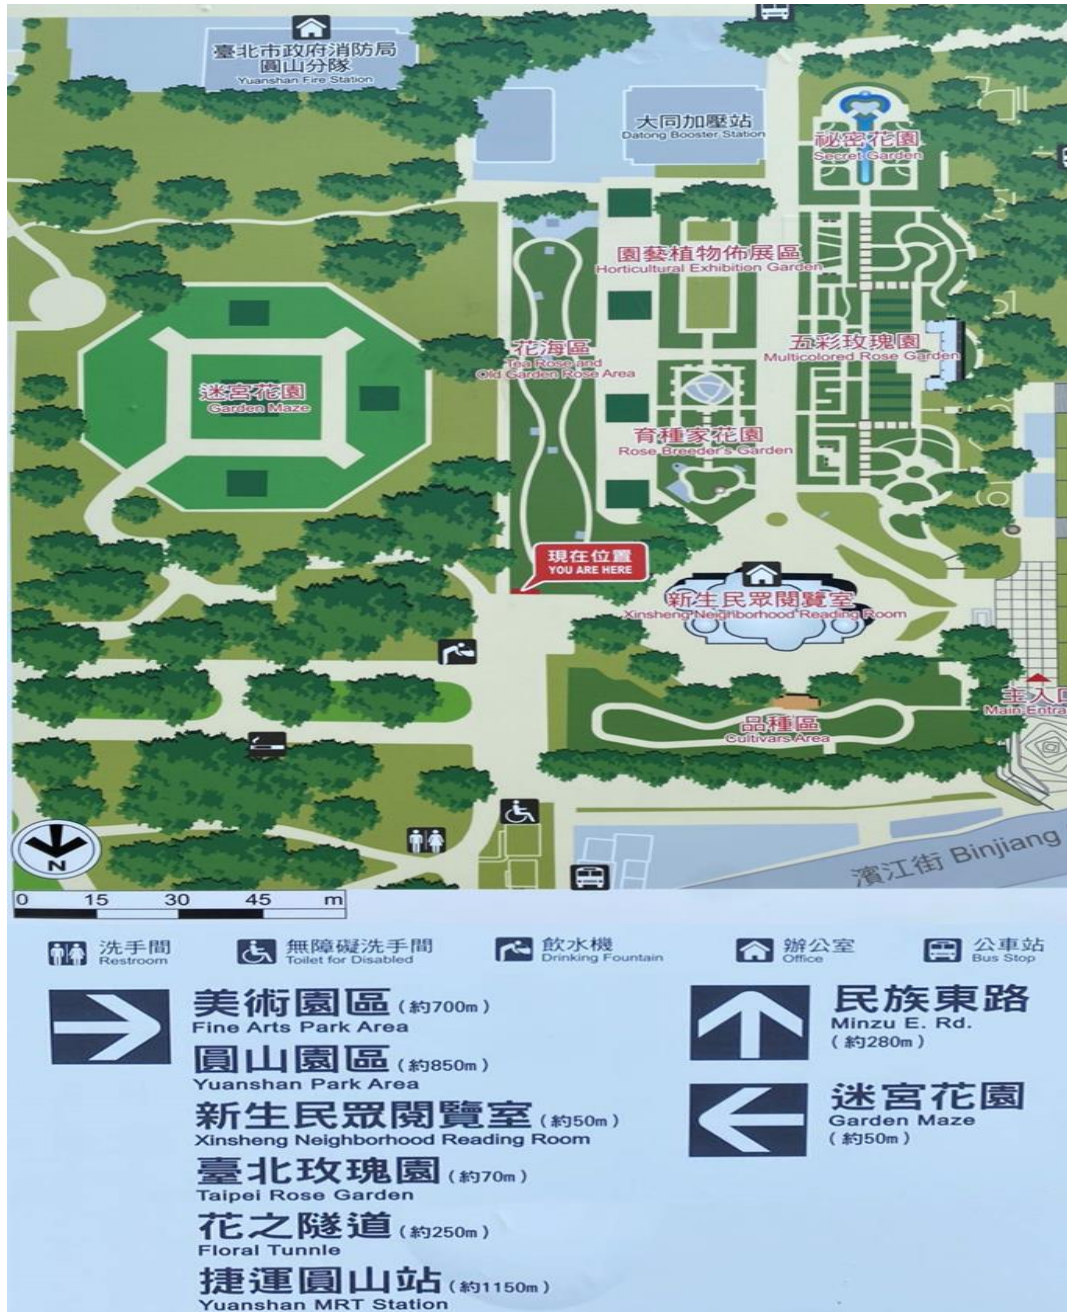 臺北市政府消防局
圓山分隊
Yuanshan Fire Station
大同加壓站
Datong Booster Station
祕密花園
Secret Garden
園藝植物佈展區
Horticultural Exhibition Garden
花海區
Tea Rose and
Old Garden Rose Area
五彩玫瑰園
Multicolored Rose Garden
迷宮花園
Garden Maze
育種家花園
Rose Breeder's Garden
現在位置
YOU ARE HERE
新生民眾閱覽室
Xinsheng Neighborhood Reading Room
主入口
Main Entra
品種區
Cultivars Area
濱江街 Binjiang
N
0 15 30 45 m
洗手間
Restroom
無障礙洗手間
Toilet for Disabled
飲水機
Drinking Fountain
辦公室
Office
公車站
Bus Stop
美術園區(約700m)
Fine Arts Park Area
圓山園區(約850m)
Yuanshan Park Area
新生民眾閱覽室(約50m)
Xinsheng Neighborhood Reading Room
臺北玫瑰園(約70m)
Taipei Rose Garden
花之隧道(約250m)
Floral Tunnle
捷運圓山站(約1150m)
Yuanshan MRT Station
民族東路
Minzu E. Rd.
(約280m)
迷宮花園
Garden Maze
(約50m)